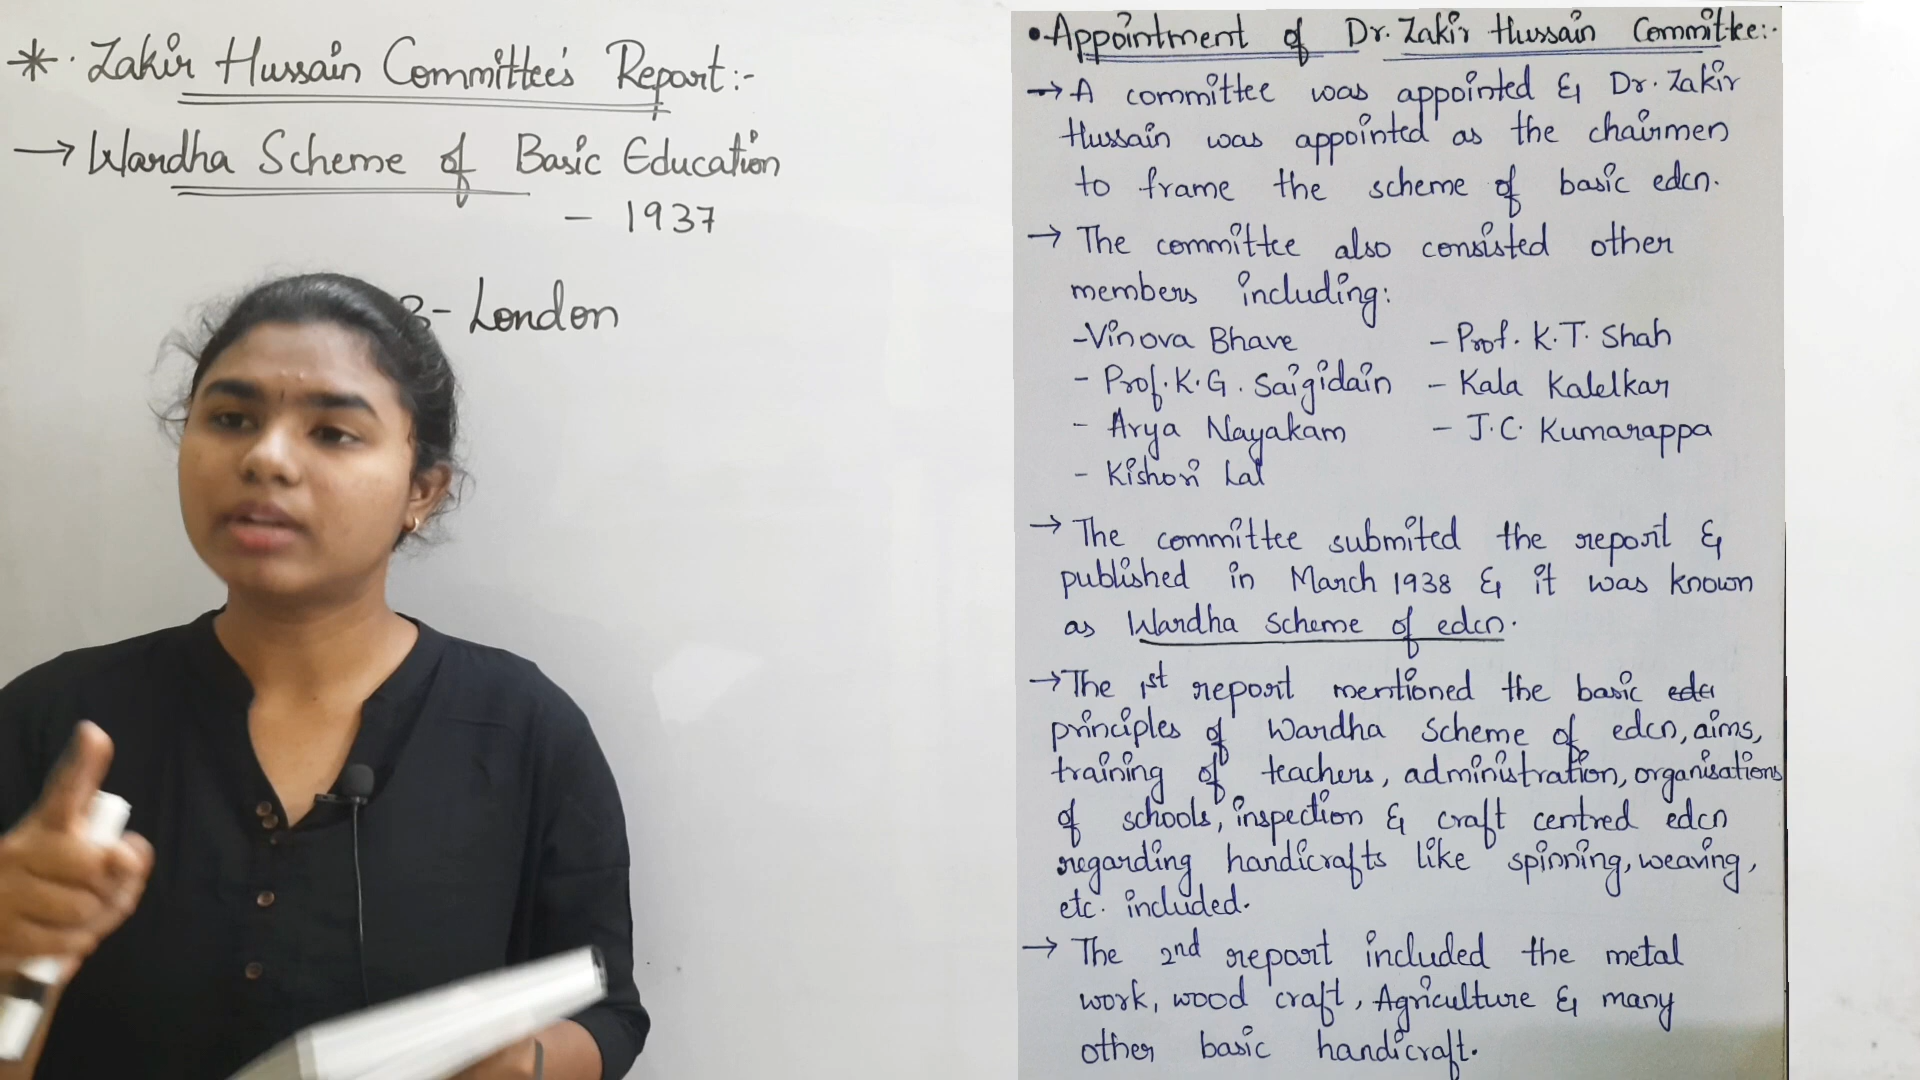 * · Zakir Hussain Committee's Report:-
→ Wardha Scheme of Basic Education
- 1937
3- London
• Appointment of Dr. Zakir Hussain Committee:-
→ A committee was appointed & Dr. Zakir
Hussain was appointed as the chairmen
to frame the scheme of basic edcn.
→ The committee also consisted other
members including:
- Vinova Bhave - Prof. K.T. Shah
- Prof. K.G. Saigidain - Kala Kalelkar
- Arya Nayakam - J.C. Kumarappa
- Kishori Lal
→ The committee submited the report &
published in March 1938 & it was known
as Wardha Scheme of edcn.
→ The 1st report mentioned the basic
principles of Wardha Scheme of edcn, aims,
training of teachers, administration, organisations
of schools, inspection & craft centred edcn
regarding handicrafts like spinning, weaving,
etc. included.
→ The 2nd report included the metal
work, wood craft, Agriculture & many
other basic handicraft.